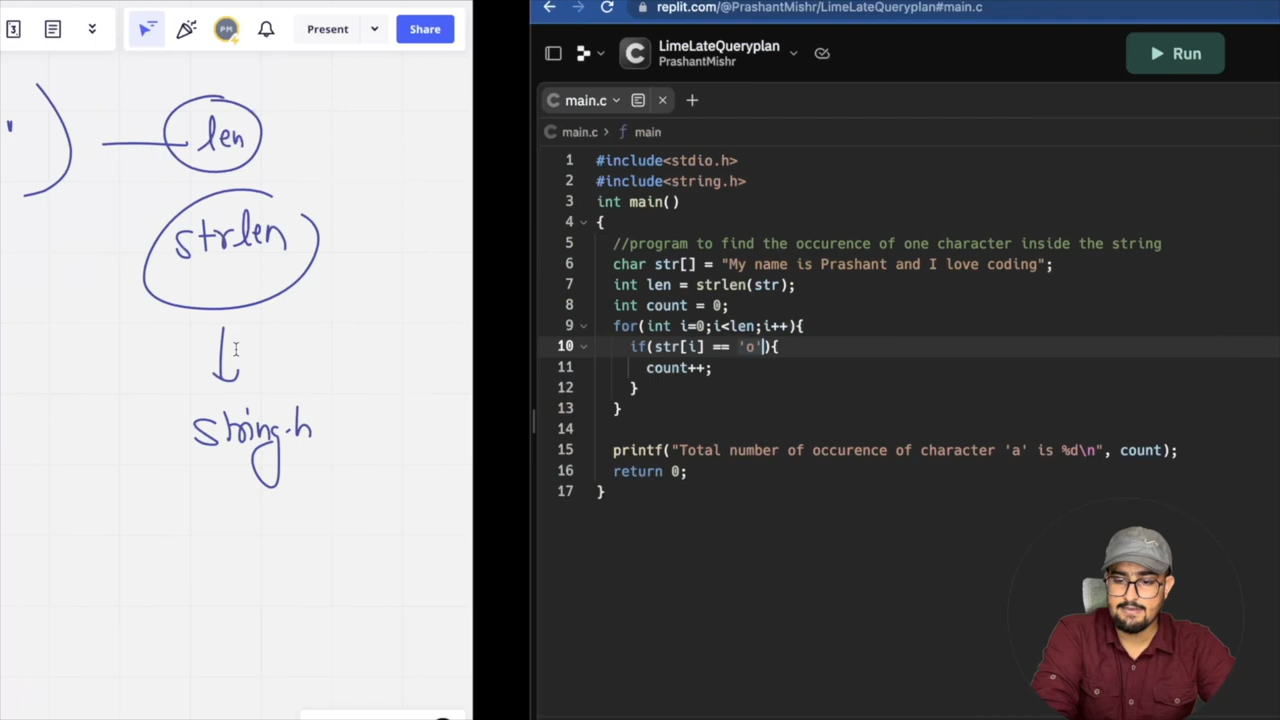 Present
Share
len
strlen
string.h
replit.com/@PrashantMishr/LimeLateQueryplan#main.c
LimeLateQueryplan
PrashantMishr
Run
main.c
main.c > f main
1 #include<stdio.h>
2 #include<string.h>
3 int main()
4 {
5 //program to find the occurence of one character inside the string
6 char str[] = "My name is Prashant and I love coding";
7 int len = strlen(str);
8 int count = 0;
9 for(int i=0;i<len;i++){
10 if(str[i] == 'o'){
11 count++;
12 }
13 }
14
15 printf("Total number of occurence of character 'a' is %d\n", count);
16 return 0;
17 }